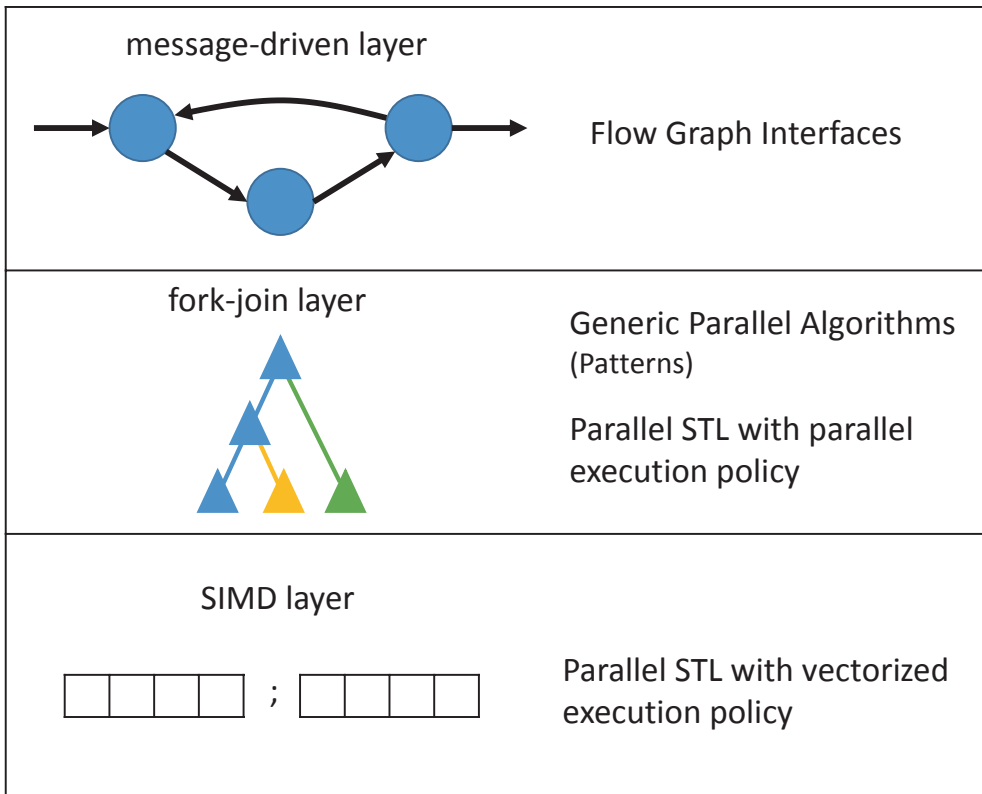 message-driven layer
Flow Graph Interfaces
fork-join layer
Generic Parallel Algorithms
(Patterns)
Parallel STL with parallel
execution policy
SIMD layer
;
Parallel STL with vectorized
execution policy